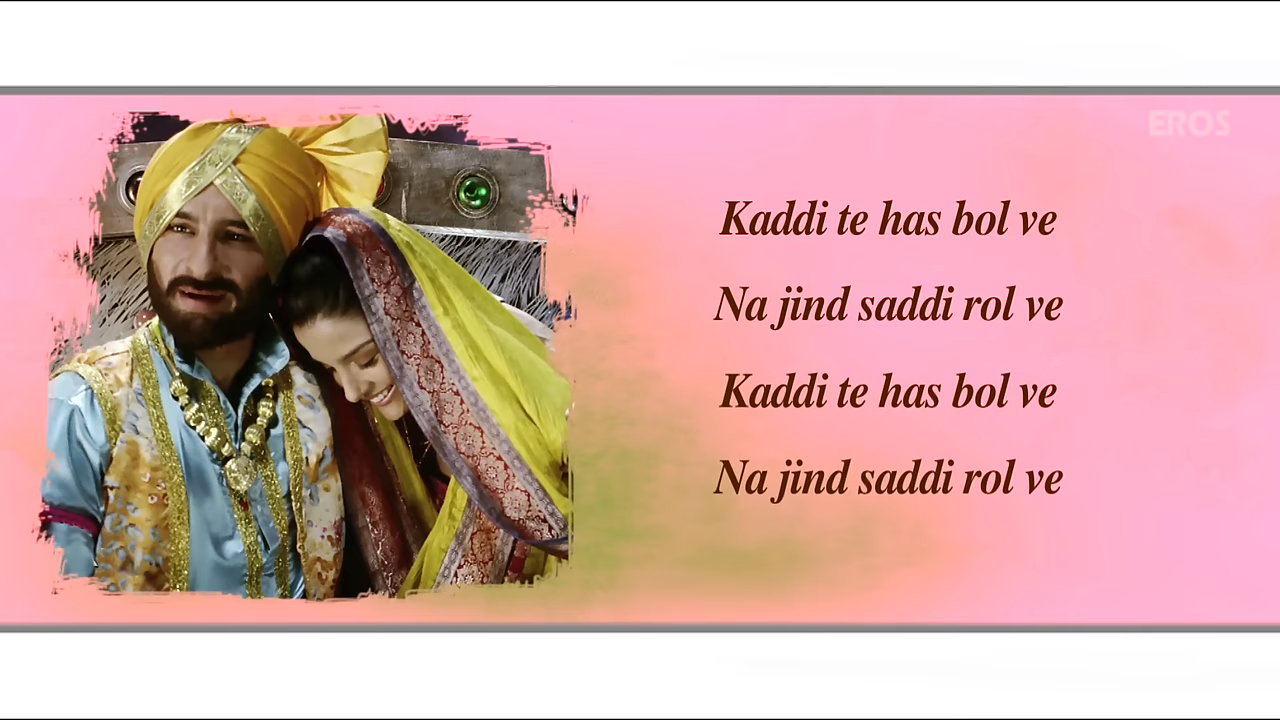 EROS
Kaddi te has bol ve
Na jind saddi rol ve
Kaddi te has bol ve
Na jind saddi rol ve